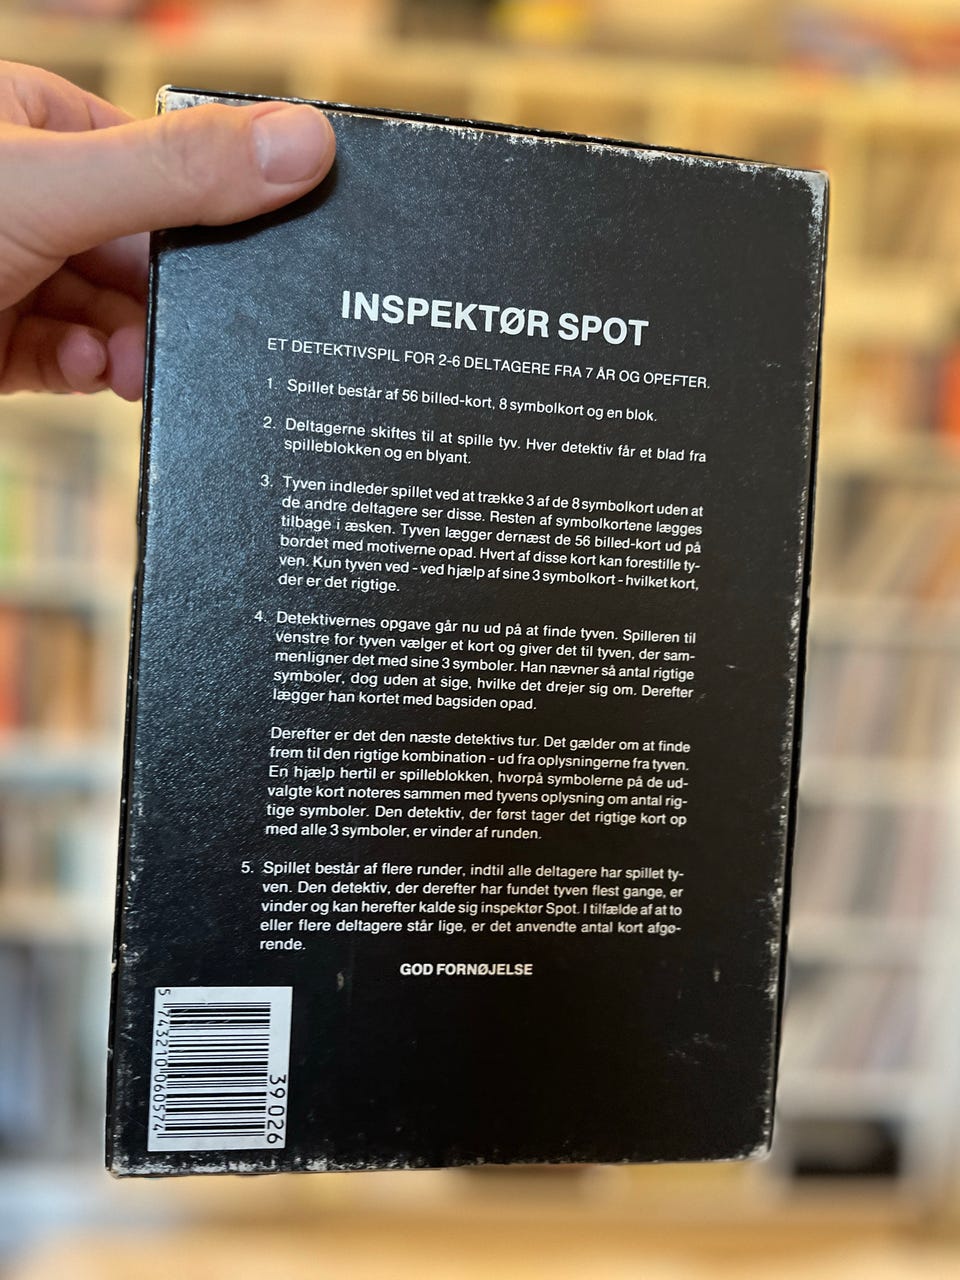 INSPEKTØR SPOT
ET DETEKTIVSPIL FOR 2-6 DELTAGERE FRA 7 ÅR OG OPEFTER.
1. Spillet består af 56 billed-kort, 8 symbolkort og en blok.
2. Deltagerne skiftes til at spille tyv. Hver detektiv får et blad fra
spilleblokken og en blyant.
3. Tyven indleder spillet ved at trække 3 af de 8 symbolkort uden at
de andre deltagere ser disse. Resten af symbolkortene lægges
tilbage i æsken. Tyven lægger dernæst de 56 billed-kort ud på
bordet med motiverne opad. Hvert af disse kort kan forestille ty-
ven. Kun tyven ved - ved hjælp af sine 3 symbolkort - hvilket kort,
der er det rigtige.
4. Detektivernes opgave går nu ud på at finde tyven. Spilleren til
venstre for tyven vælger et kort og giver det til tyven, der sam-
menligner det med sine 3 symboler. Han nævner så antal rigtige
symboler, dog uden at sige, hvilke det drejer sig om. Derefter
lægger han kortet med bagsiden opad.
Derefter er det den næste detektivs tur. Det gælder om at finde
frem til den rigtige kombination - ud fra oplysningerne fra tyven.
En hjælp hertil er spilleblokken, hvorpå symbolerne på de ud-
valgte kort noteres sammen med tyvens oplysning om antal rig-
tige symboler. Den detektiv, der først tager det rigtige kort op
med alle 3 symboler, er vinder af runden.
5. Spillet består af flere runder, indtil alle deltagere har spillet ty-
ven. Den detektiv, der derefter har fundet tyven flest gange, er
vinder og kan herefter kalde sig inspektør Spot. I tilfælde af at to
eller flere deltagere står lige, er det anvendte antal kort afgø-
rende.
GOD FORNØJELSE
5 743210 060574
39 026